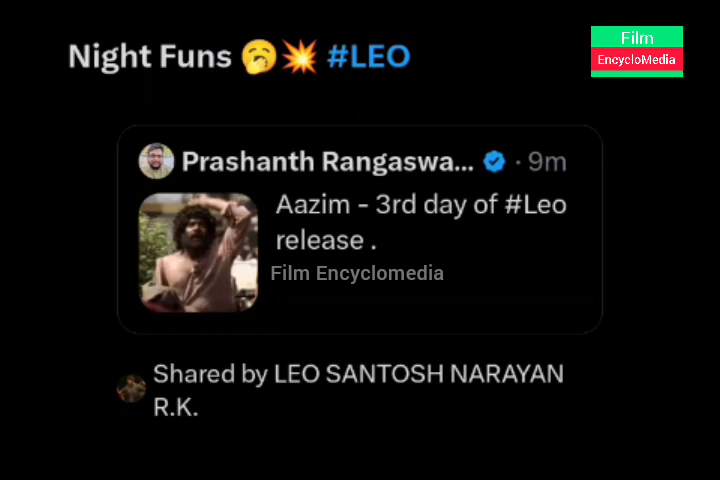 Night Funs 🥱💥 #LEO
Film
EncycloMedia
Prashanth Rangaswa... · 9m
Aazim - 3rd day of #Leo
release .
Film Encyclomedia
Shared by LEO SANTOSH NARAYAN
R.K.